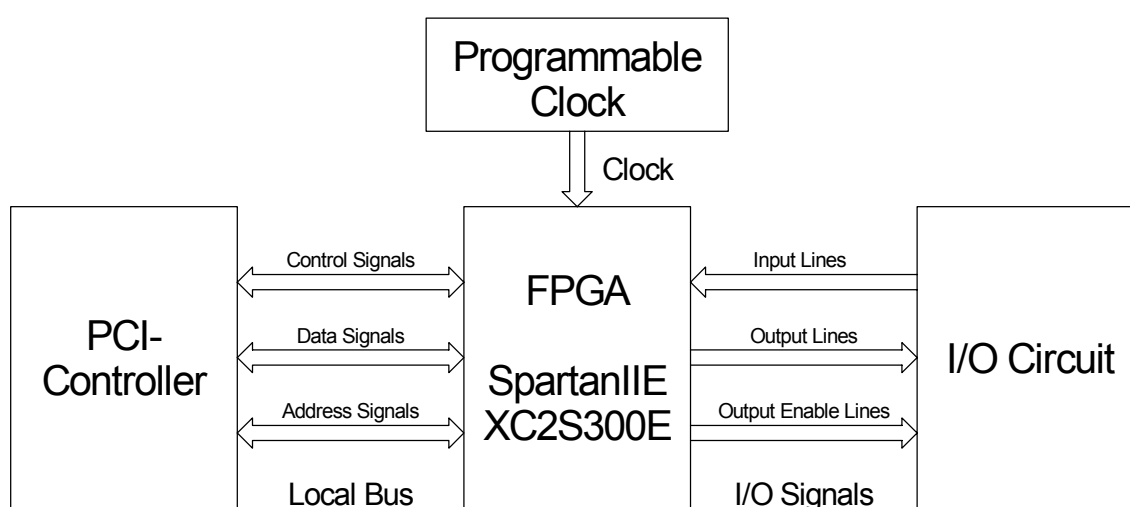 Programmable
Clock
Clock
Control Signals
Input Lines
FPGA
PCI-
Controller
Data Signals
Output Lines
I/O Circuit
SpartanIIE
XC2S300E
Address Signals
Output Enable Lines
Local Bus
I/O Signals